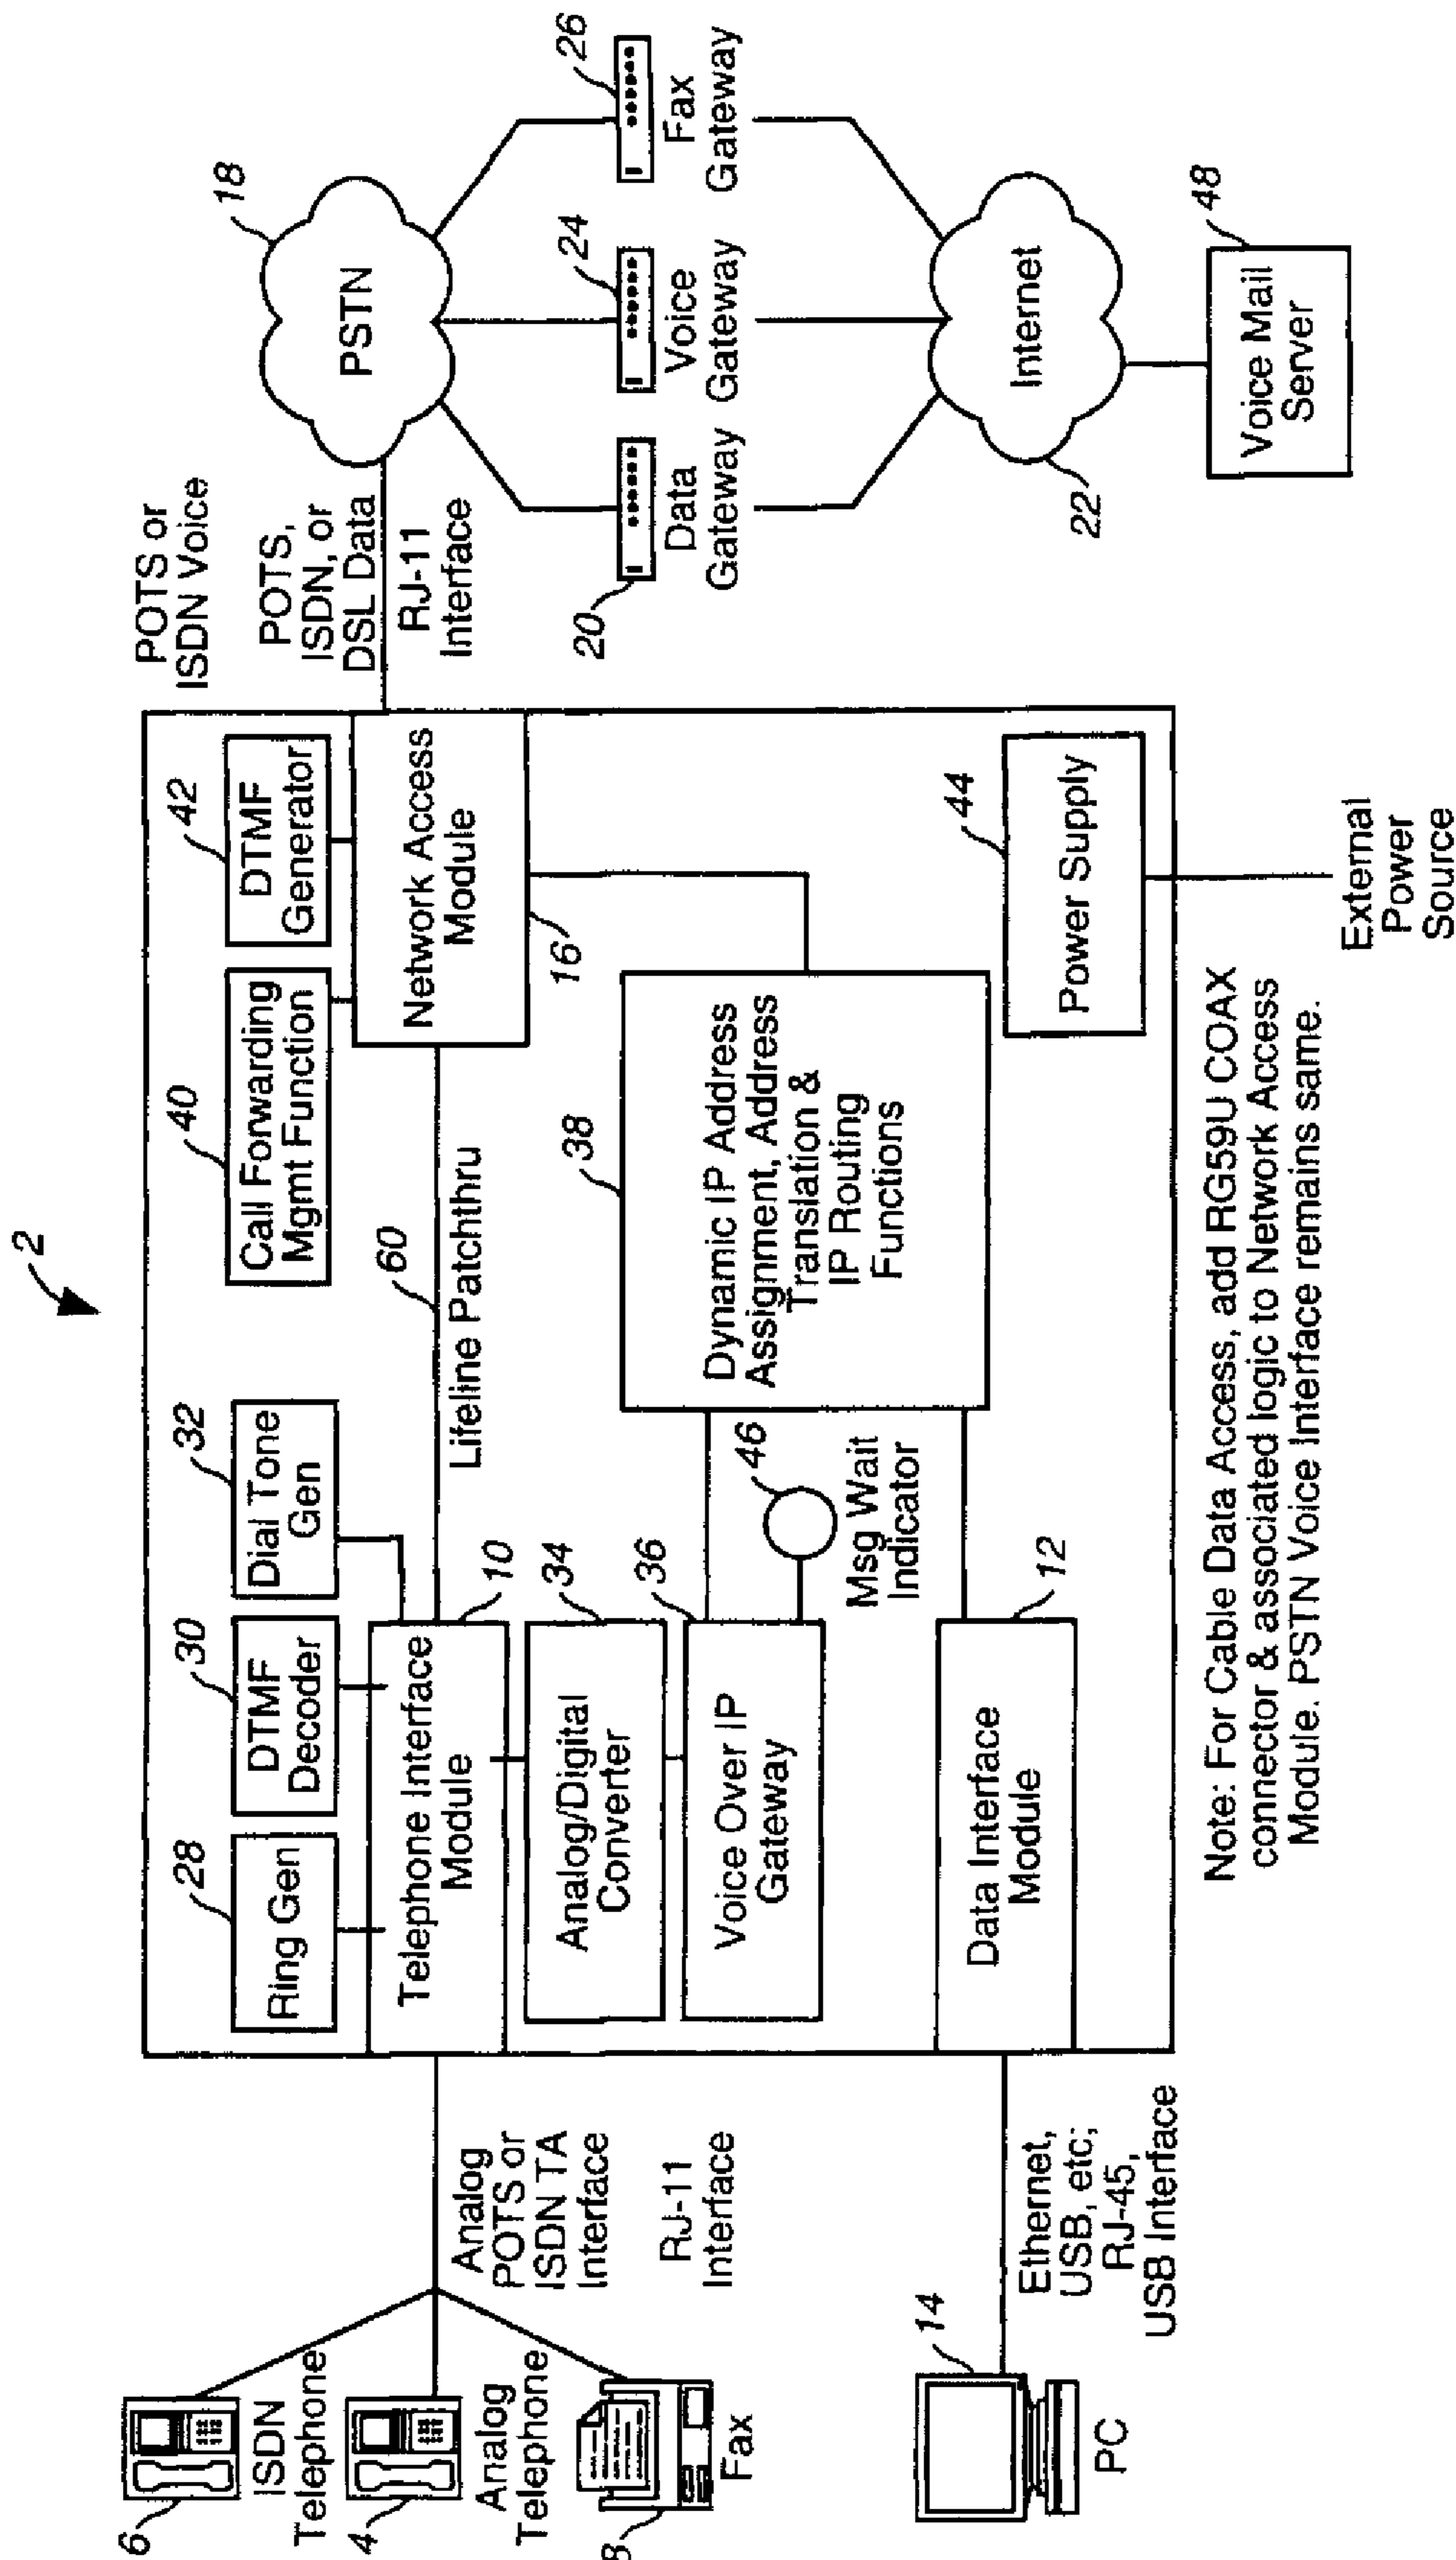 2
6
ISDN
Telephone
4
Analog
Telephone
8
Fax
14
PC
Analog
POTS or
ISDN TA
Interface
RJ-11
Interface
Ethernet,
USB, etc;
RJ-45,
USB Interface
28
Ring Gen
30
DTMF
Decoder
32
Dial Tone
Gen
40
Call Forwarding
Mgmt Function
42
DTMF
Generator
Telephone Interface
Module
10
60
Lifeline Patchthru
Network Access
Module
16
Analog/Digital
Converter
34
Voice Over IP
Gateway
36
46
Msg Wait
Indicator
38
Dynamic IP Address
Assignment, Address
Translation &
IP Routing
Functions
Data Interface
Module
12
44
Power Supply
External
Power
Source
POTS or
ISDN Voice
POTS,
ISDN, or
DSL Data
RJ-11
Interface
18
PSTN
20
Data
Gateway
24
Voice
Gateway
26
Fax
Gateway
Internet
22
48
Voice Mail
Server
Note: For Cable Data Access, add RG59U COAX
connector & associated logic to Network Access
Module. PSTN Voice Interface remains same.